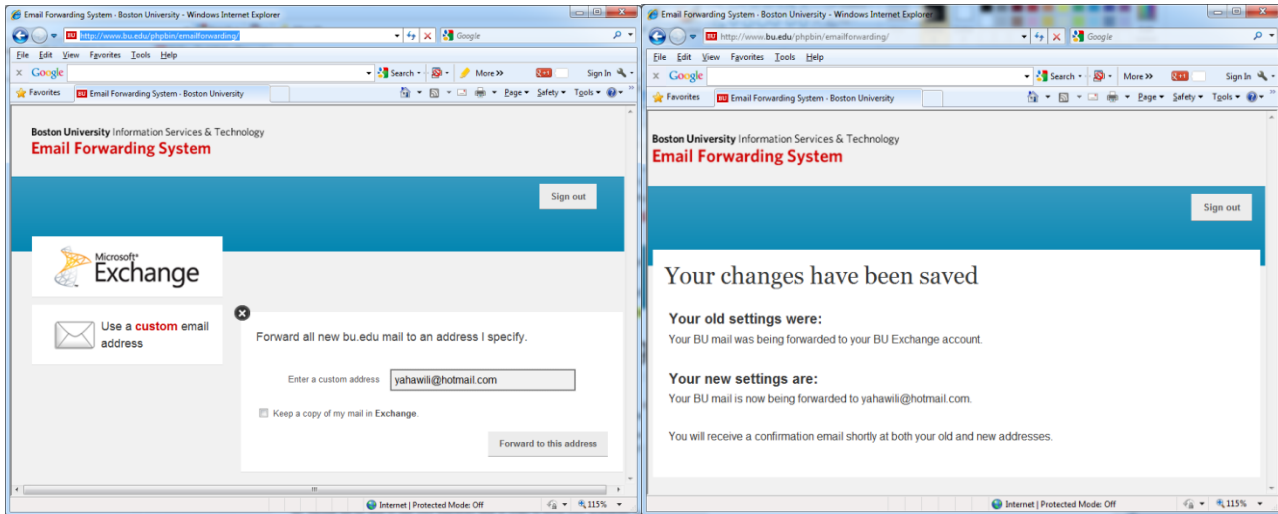 Email Forwarding System - Boston University - Windows Internet Explorer
http://www.bu.edu/phpbin/emailforwarding/
Google
File Edit View Favorites Tools Help
x Google
Search More >> Sign In
Favorites
Email Forwarding System - Boston University
Page Safety Tools
Boston University Information Services & Technology
Email Forwarding System
Sign out
Microsoft
Exchange
Use a custom email
address
Forward all new bu.edu mail to an address I specify.
Enter a custom address
yahawili@hotmail.com
Keep a copy of my mail in Exchange.
Forward to this address
Internet | Protected Mode: Off
115%
Email Forwarding System - Boston University - Windows Internet Explorer
http://www.bu.edu/phpbin/emailforwarding/
Google
File Edit View Favorites Tools Help
x Google
Search More >> Sign In
Favorites
Email Forwarding System - Boston University
Page Safety Tools
Boston University Information Services & Technology
Email Forwarding System
Sign out
Your changes have been saved
Your old settings were:
Your BU mail was being forwarded to your BU Exchange account.
Your new settings are:
Your BU mail is now being forwarded to yahawili@hotmail.com.
You will receive a confirmation email shortly at both your old and new addresses.
Internet | Protected Mode: Off
115%